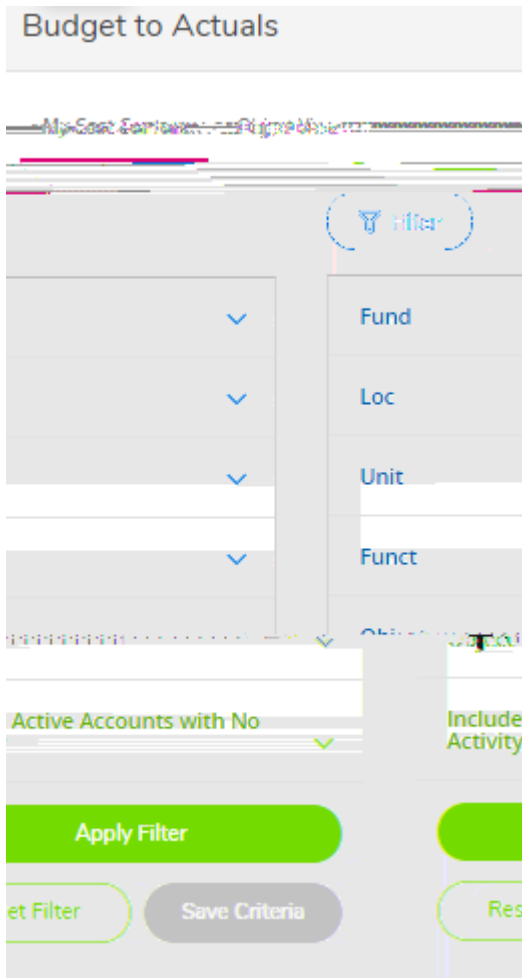 Budget to Actuals
Filter
Fund
Loc
Unit
Funct
Active Accounts with No
Include
Activity
Apply Filter
et Filter
Save Criteria
Res